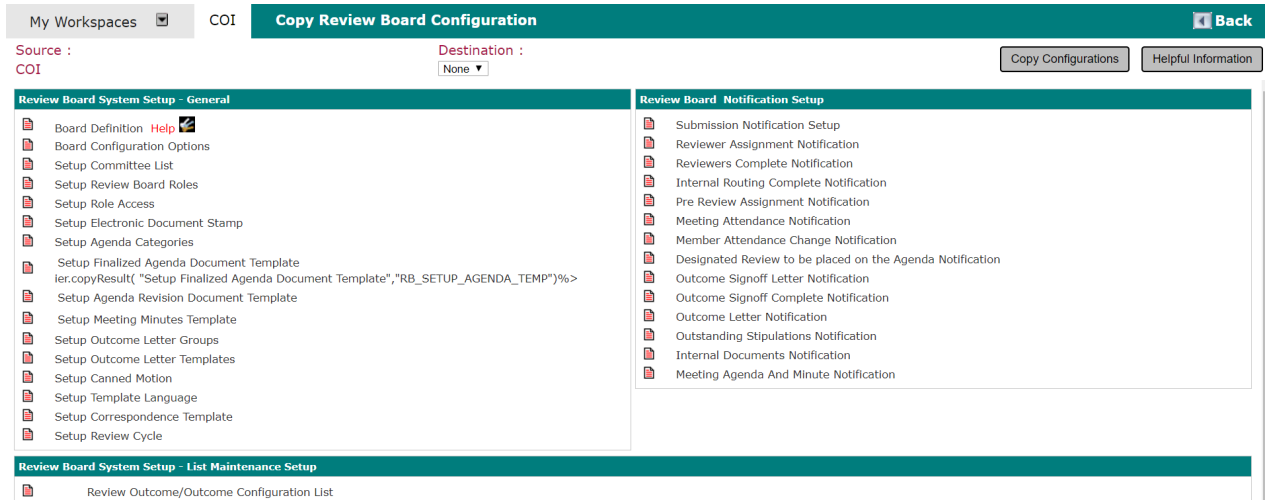 My Workspaces COI Copy Review Board Configuration Back
Source : Destination :
COI None Copy Configurations Helpful Information
Review Board System Setup - General
Board Definition Help
Board Configuration Options
Setup Committee List
Setup Review Board Roles
Setup Role Access
Setup Electronic Document Stamp
Setup Agenda Categories
Setup Finalized Agenda Document Template
ier.copyResult( "Setup Finalized Agenda Document Template","RB_SETUP_AGENDA_TEMP")%>
Setup Agenda Revision Document Template
Setup Meeting Minutes Template
Setup Outcome Letter Groups
Setup Outcome Letter Templates
Setup Canned Motion
Setup Template Language
Setup Correspondence Template
Setup Review Cycle
Review Board Notification Setup
Submission Notification Setup
Reviewer Assignment Notification
Reviewers Complete Notification
Internal Routing Complete Notification
Pre Review Assignment Notification
Meeting Attendance Notification
Member Attendance Change Notification
Designated Review to be placed on the Agenda Notification
Outcome Signoff Letter Notification
Outcome Signoff Complete Notification
Outcome Letter Notification
Outstanding Stipulations Notification
Internal Documents Notification
Meeting Agenda And Minute Notification
Review Board System Setup - List Maintenance Setup
Review Outcome/Outcome Configuration List